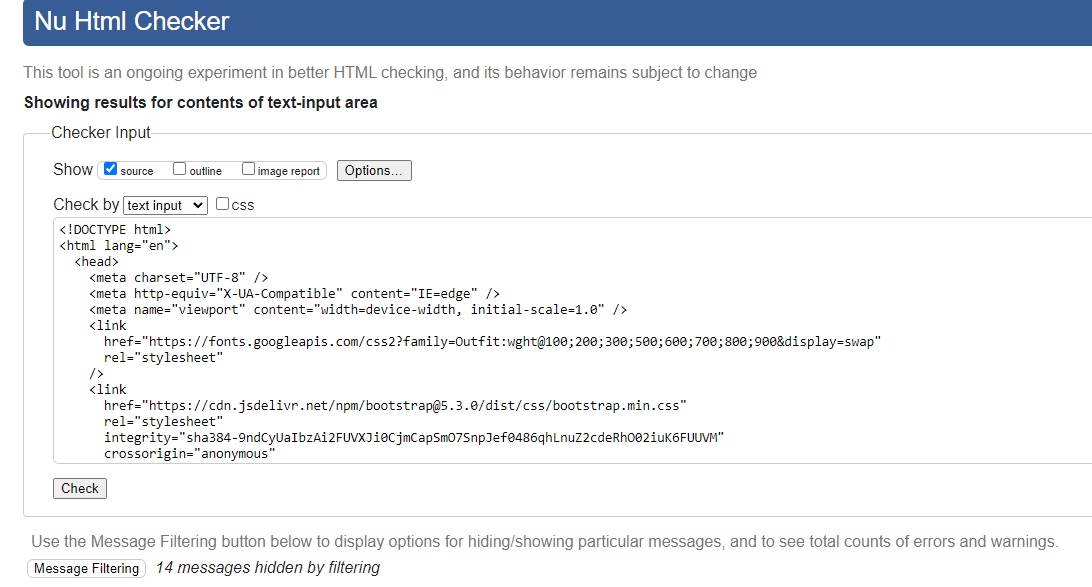 Nu Html Checker
This tool is an ongoing experiment in better HTML checking, and its behavior remains subject to change
Showing results for contents of text-input area
Checker Input
Show source outline image report Options...
Check by text input css
<!DOCTYPE html>
<html lang="en">
<head>
<meta charset="UTF-8" />
<meta http-equiv="X-UA-Compatible" content="IE=edge" />
<meta name="viewport" content="width=device-width, initial-scale=1.0" />
<link
href="https://fonts.googleapis.com/css2?family=Outfit:wght@100;200;300;500;600;700;800;900&display=swap"
rel="stylesheet"
/>
<link
href="https://cdn.jsdelivr.net/npm/bootstrap@5.3.0/dist/css/bootstrap.min.css"
rel="stylesheet"
integrity="sha384-9ndCyUaIbzAi2FUVXJi0CjmCapSmO7SnpJef0486qhLnuZ2cdeRhO02iuK6FUUVM"
crossorigin="anonymous"
Check
Use the Message Filtering button below to display options for hiding/showing particular messages, and to see total counts of errors and warnings.
Message Filtering 14 messages hidden by filtering